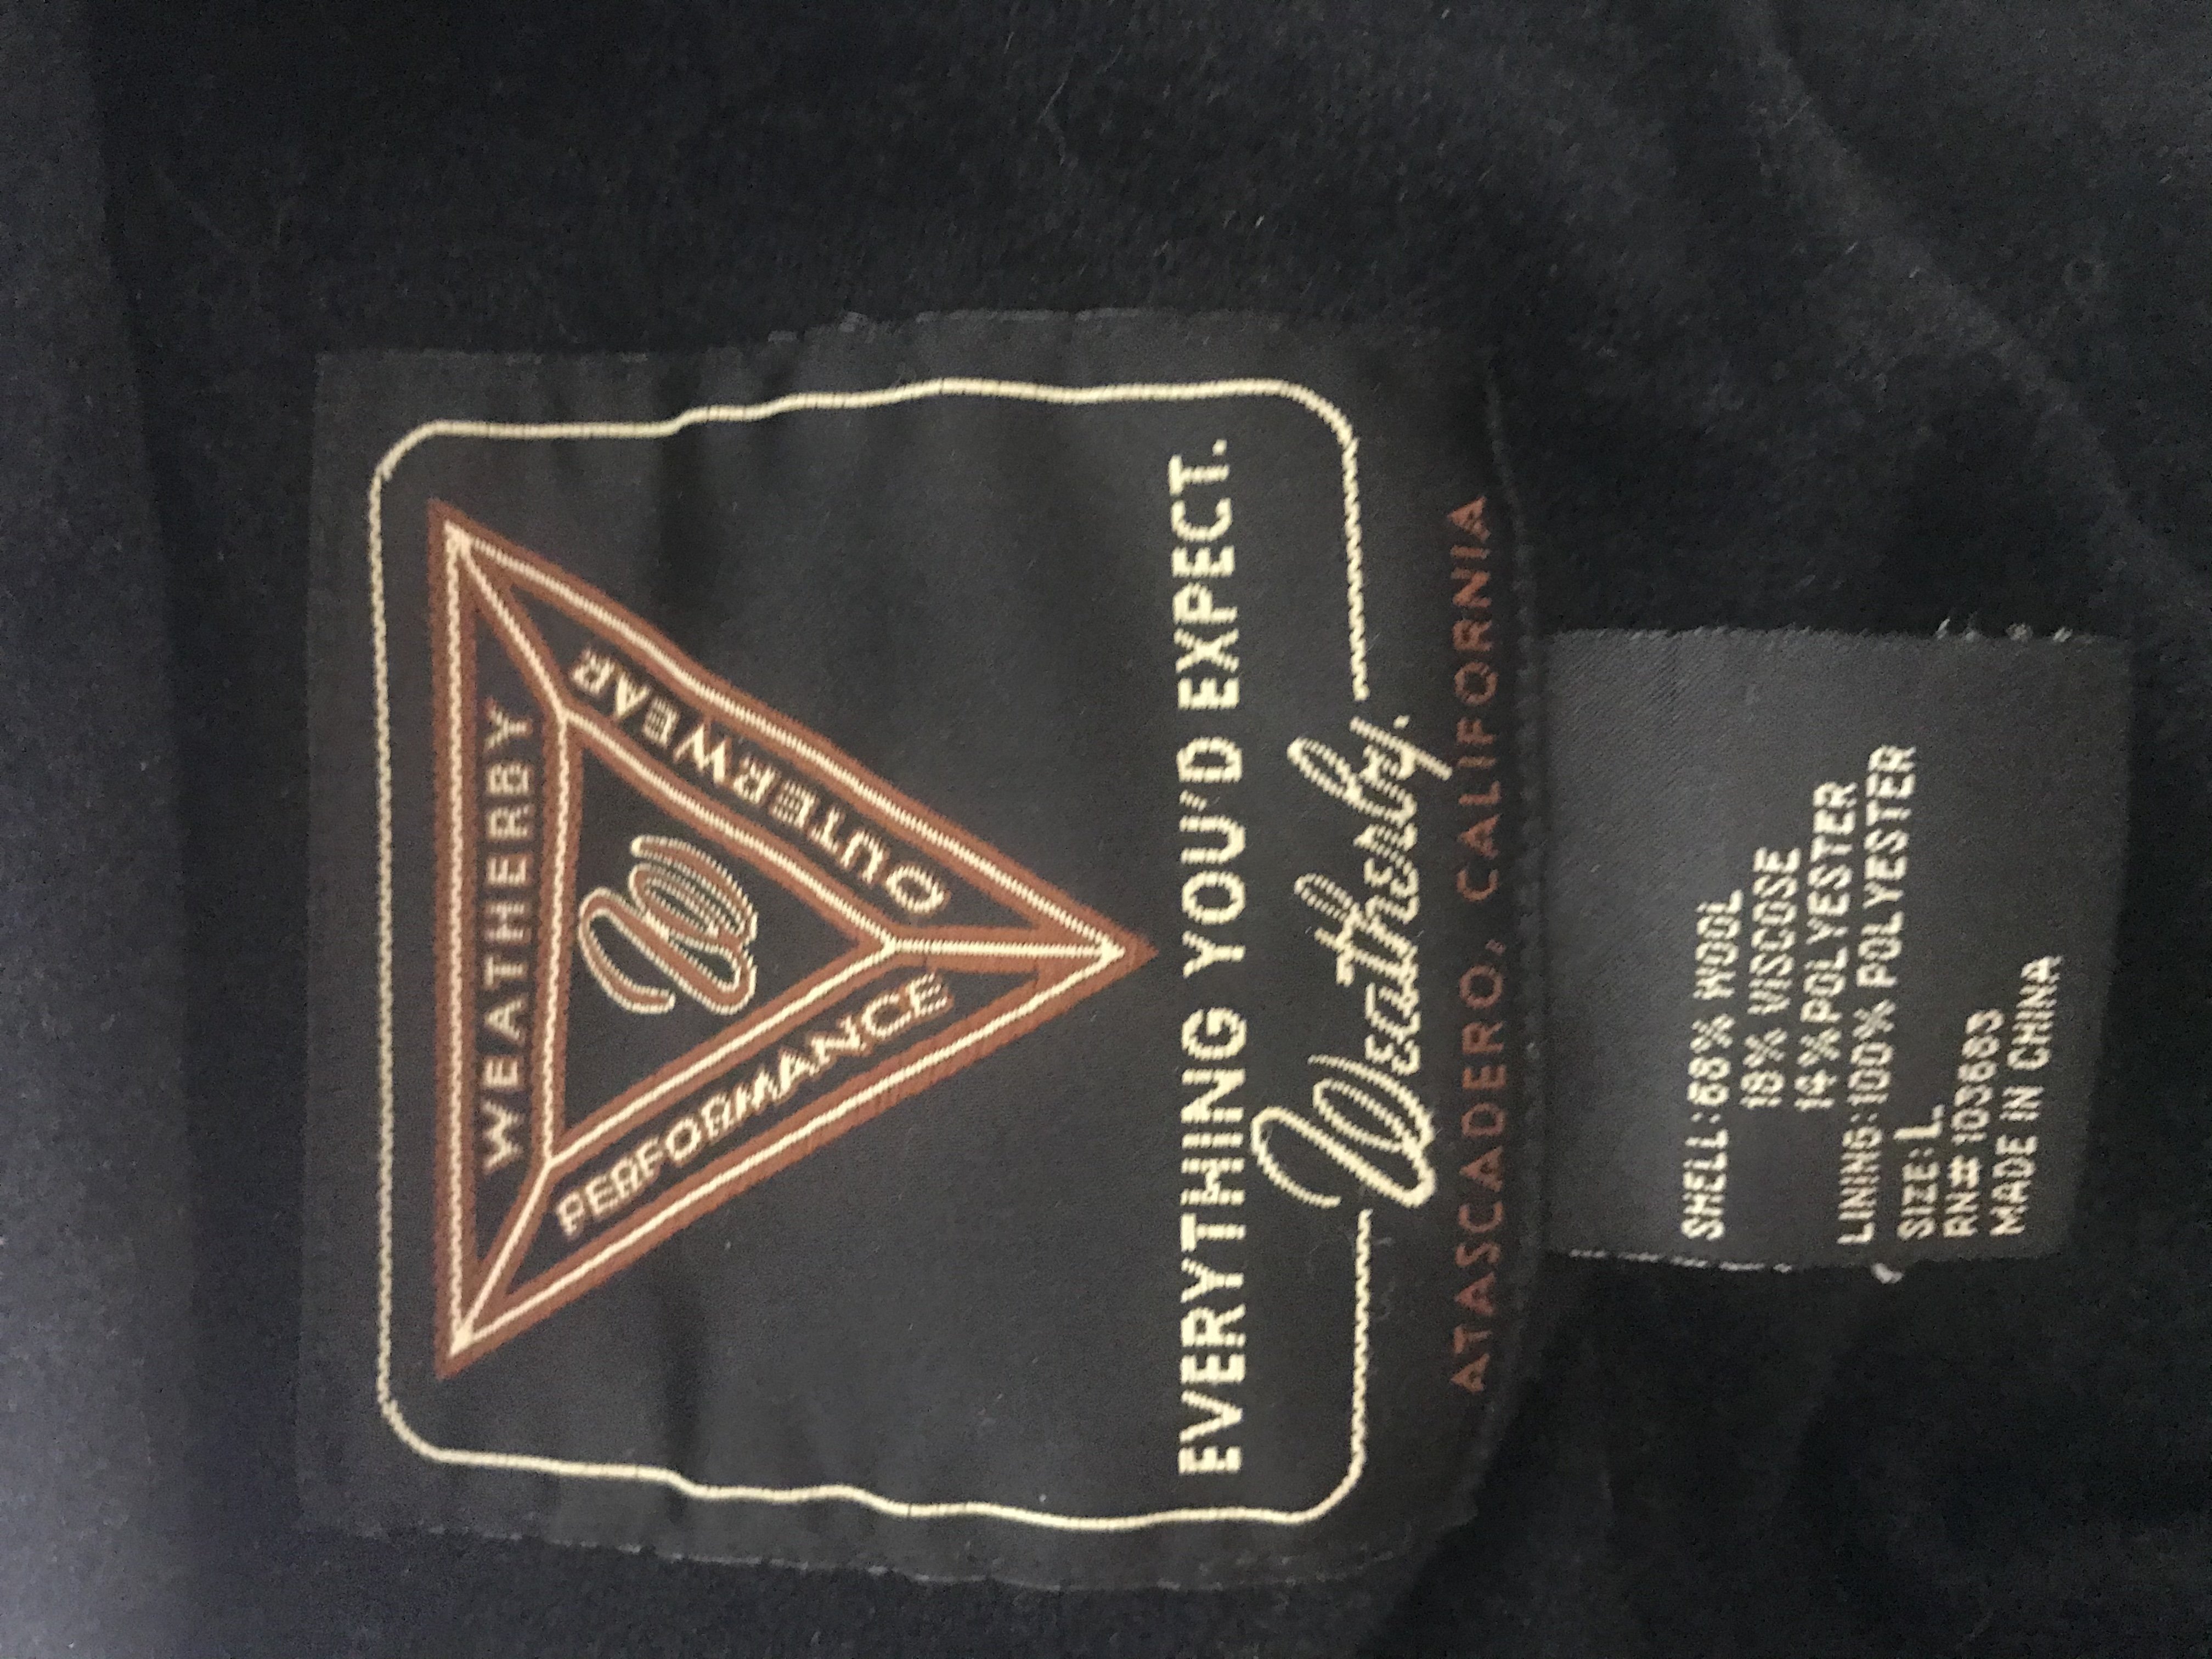 WEATHERBY
PERFORMANCE
OUTERWEAR
W
EVERYTHING YOU'D EXPECT.
Weatherby.
ATASCADERO, CALIFORNIA
SHELL: 68% WOOL
18% VISCOSE
14% POLYESTER
LINING: 100% POLYESTER
SIZE: L
RN# 103683
MADE IN CHINA